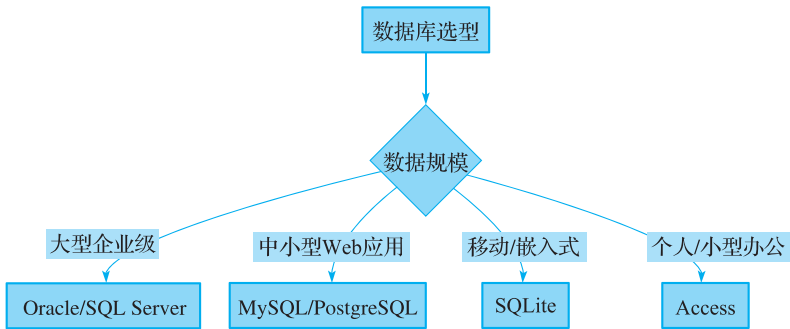 数据库选型
数据规模
大型企业级
中小型Web应用
移动/嵌入式
个人/小型办公
Oracle/SQL Server
MySQL/PostgreSQL
SQLite
Access